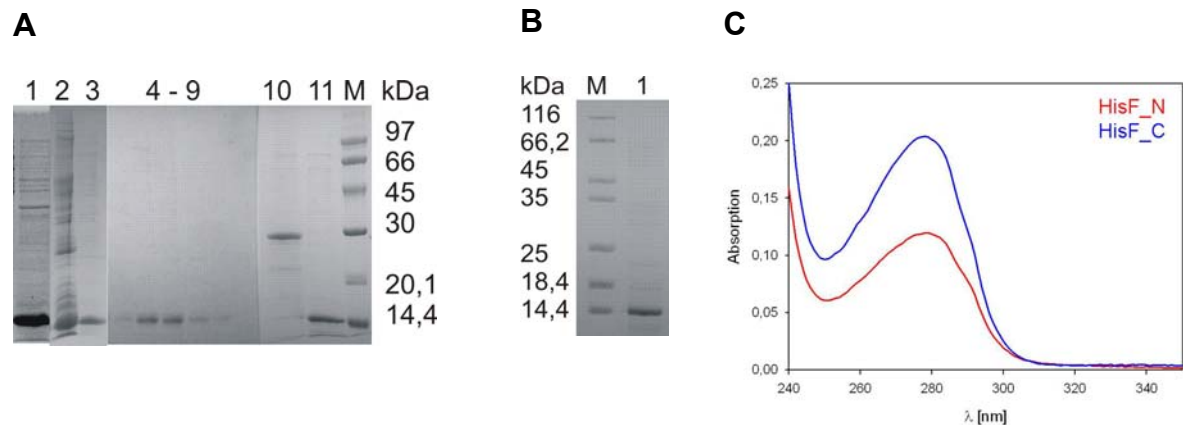 A
1 2 3 4 - 9 10 11 M kDa
97
66
45
30
20,1
14,4
B
kDa M 1
116
66,2
45
35
25
18,4
14,4
C
0,25
0,20
0,15
0,10
0,05
0,00
Absorption
HisF_N
HisF_C
240 260 280 300 320 340
λ [nm]